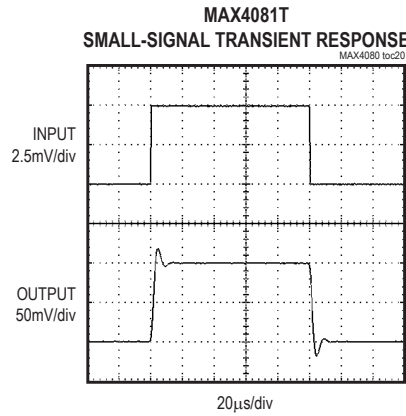 MAX4081T
SMALL-SIGNAL TRANSIENT RESPONSE
MAX4080 toc20
INPUT
2.5mV/div
OUTPUT
50mV/div
20μs/div